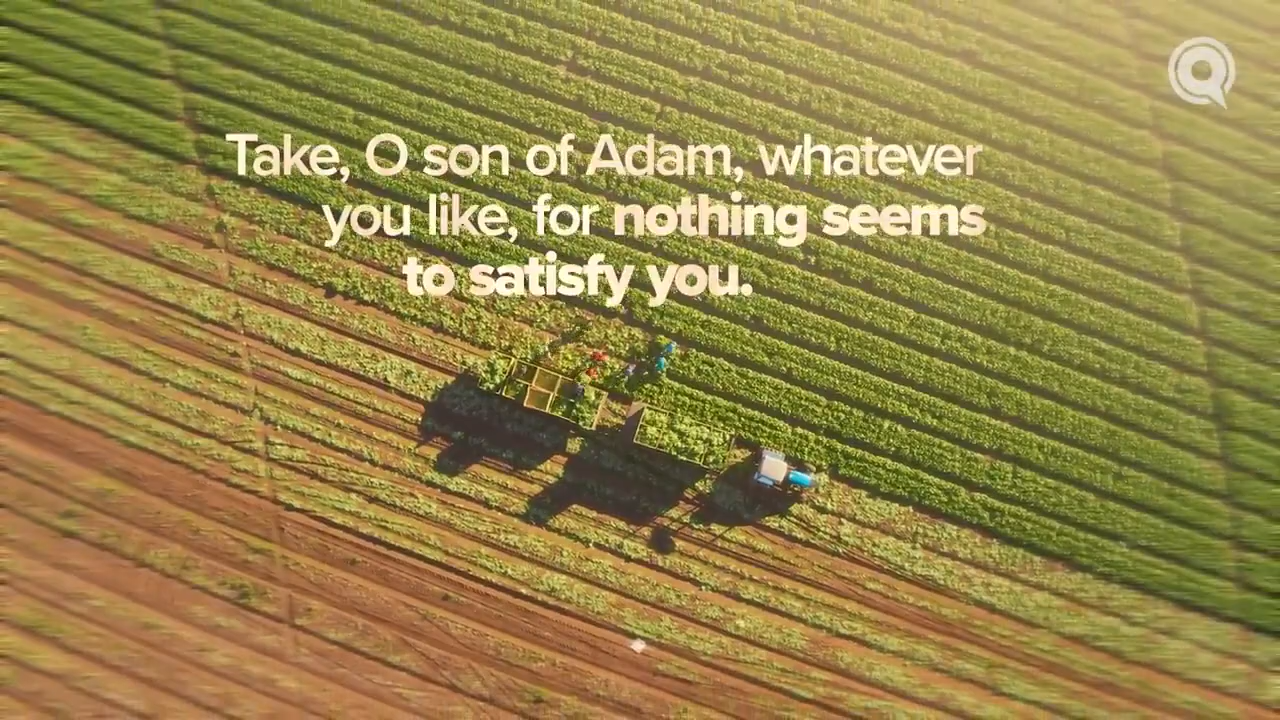 Take, O son of Adam, whatever
you like, for nothing seems
to satisfy you.